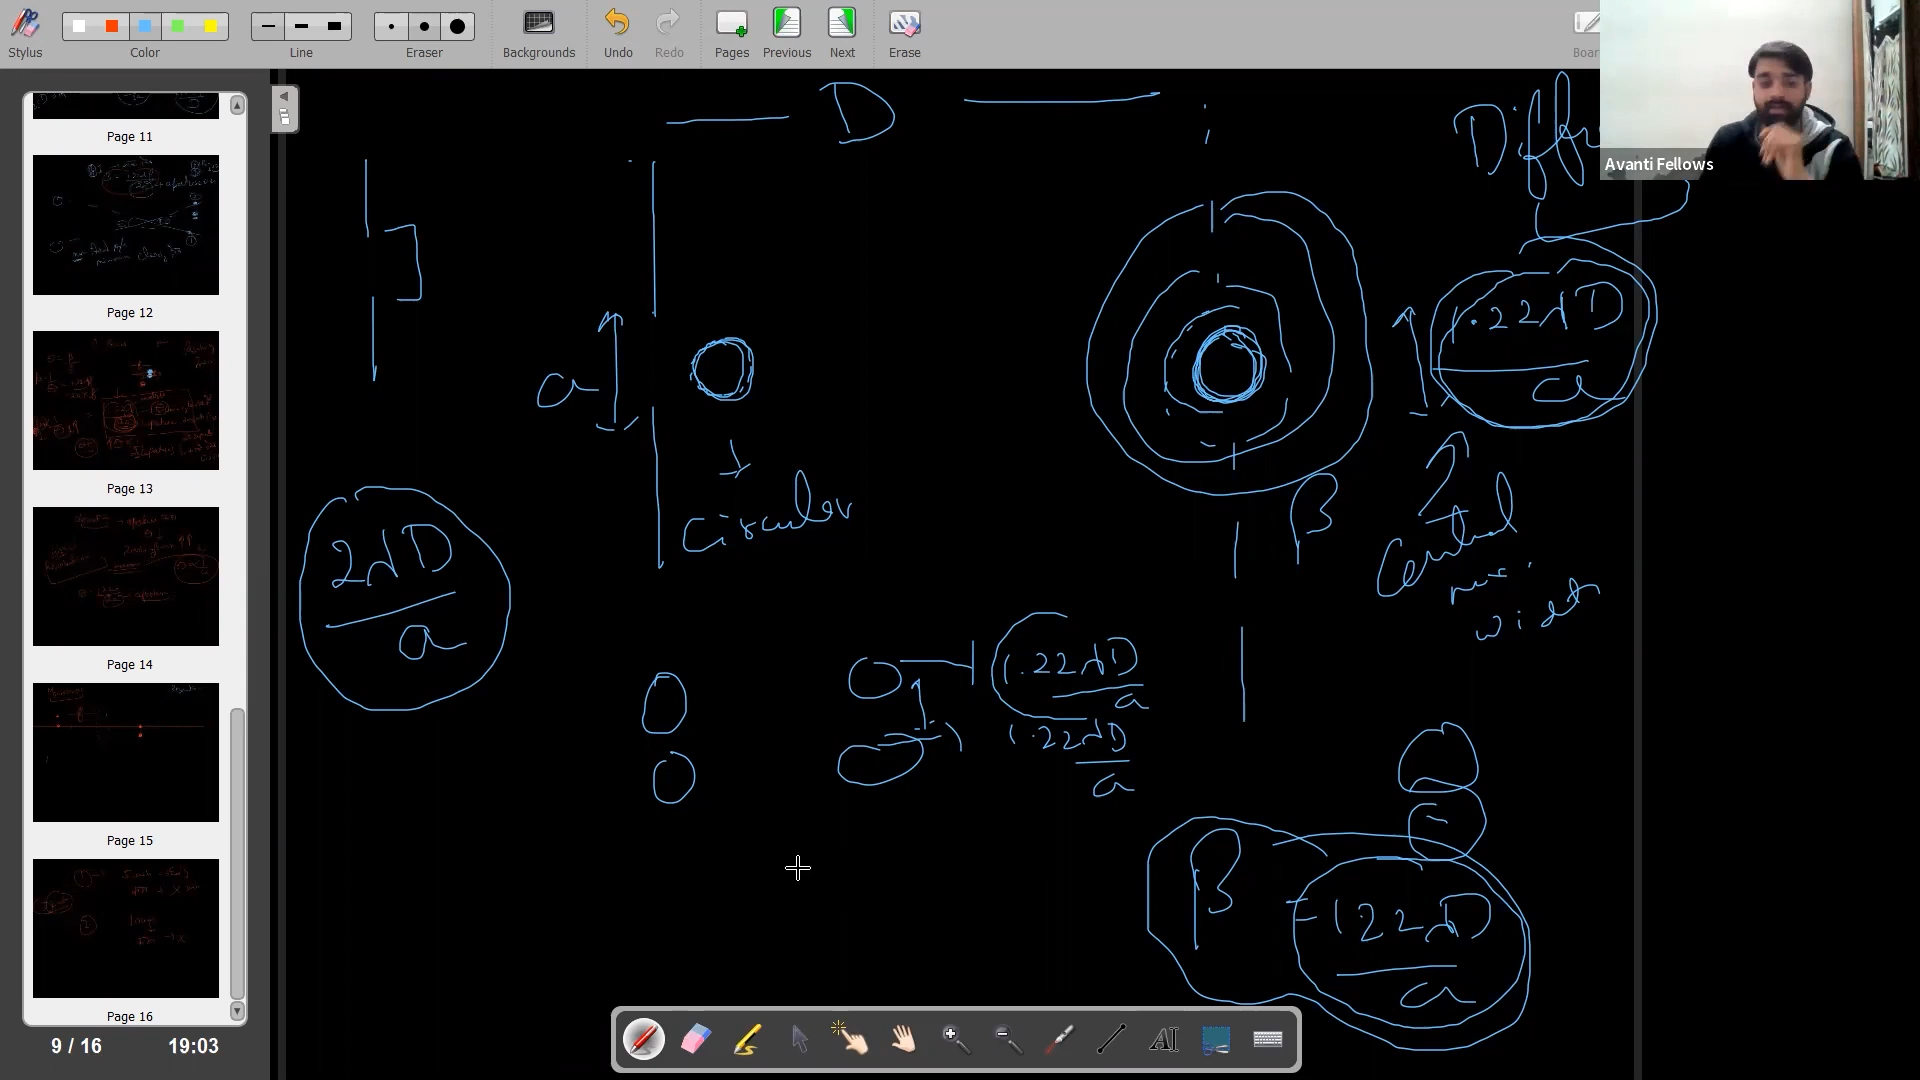 Stylus
Color
Line
Eraser
Backgrounds
Undo
Redo
Pages
Previous
Next
Erase
Boar
Avanti Fellows
Page 11
Page 12
Page 13
Page 14
Page 15
Page 16
9 / 16
19:03
D
Diffr
a
circular
1.22λD
a
β
Central
width
2λD
a
1.22λD
a
1.22λD
a
β = 1.22λD
a